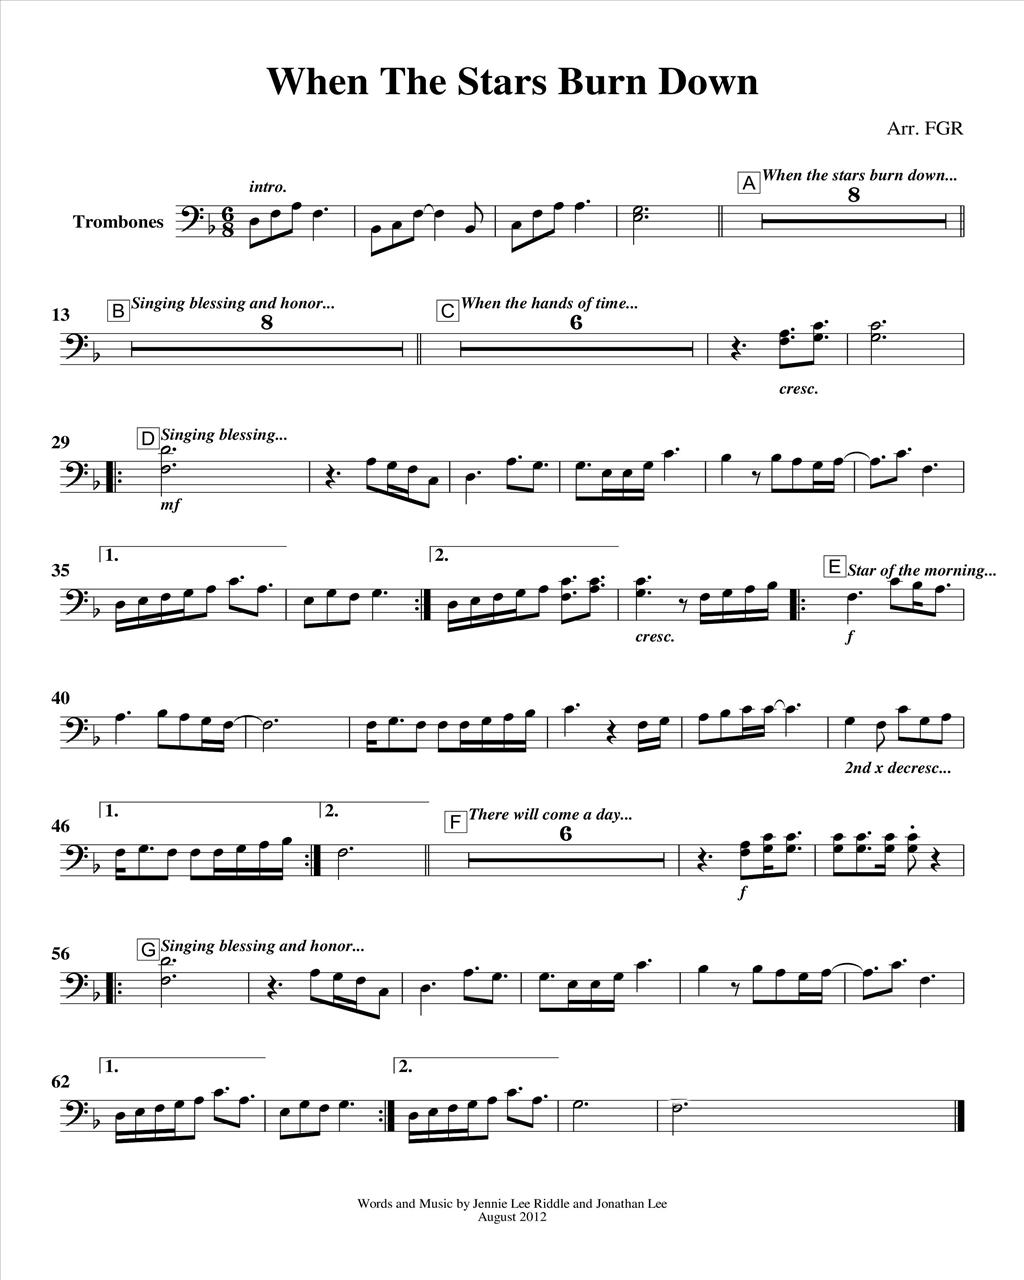 When The Stars Burn Down
Arr. FGR
intro.
A When the stars burn down...
8
Trombones
6
8
B Singing blessing and honor...
C When the hands of time...
13
8
6
cresc.
29
D Singing blessing...
mf
35
1.
2.
E Star of the morning...
cresc.
f
40
2nd x decresc...
46
1.
2.
F There will come a day...
6
f
56
G Singing blessing and honor...
62
1.
2.
Words and Music by Jennie Lee Riddle and Jonathan Lee
August 2012